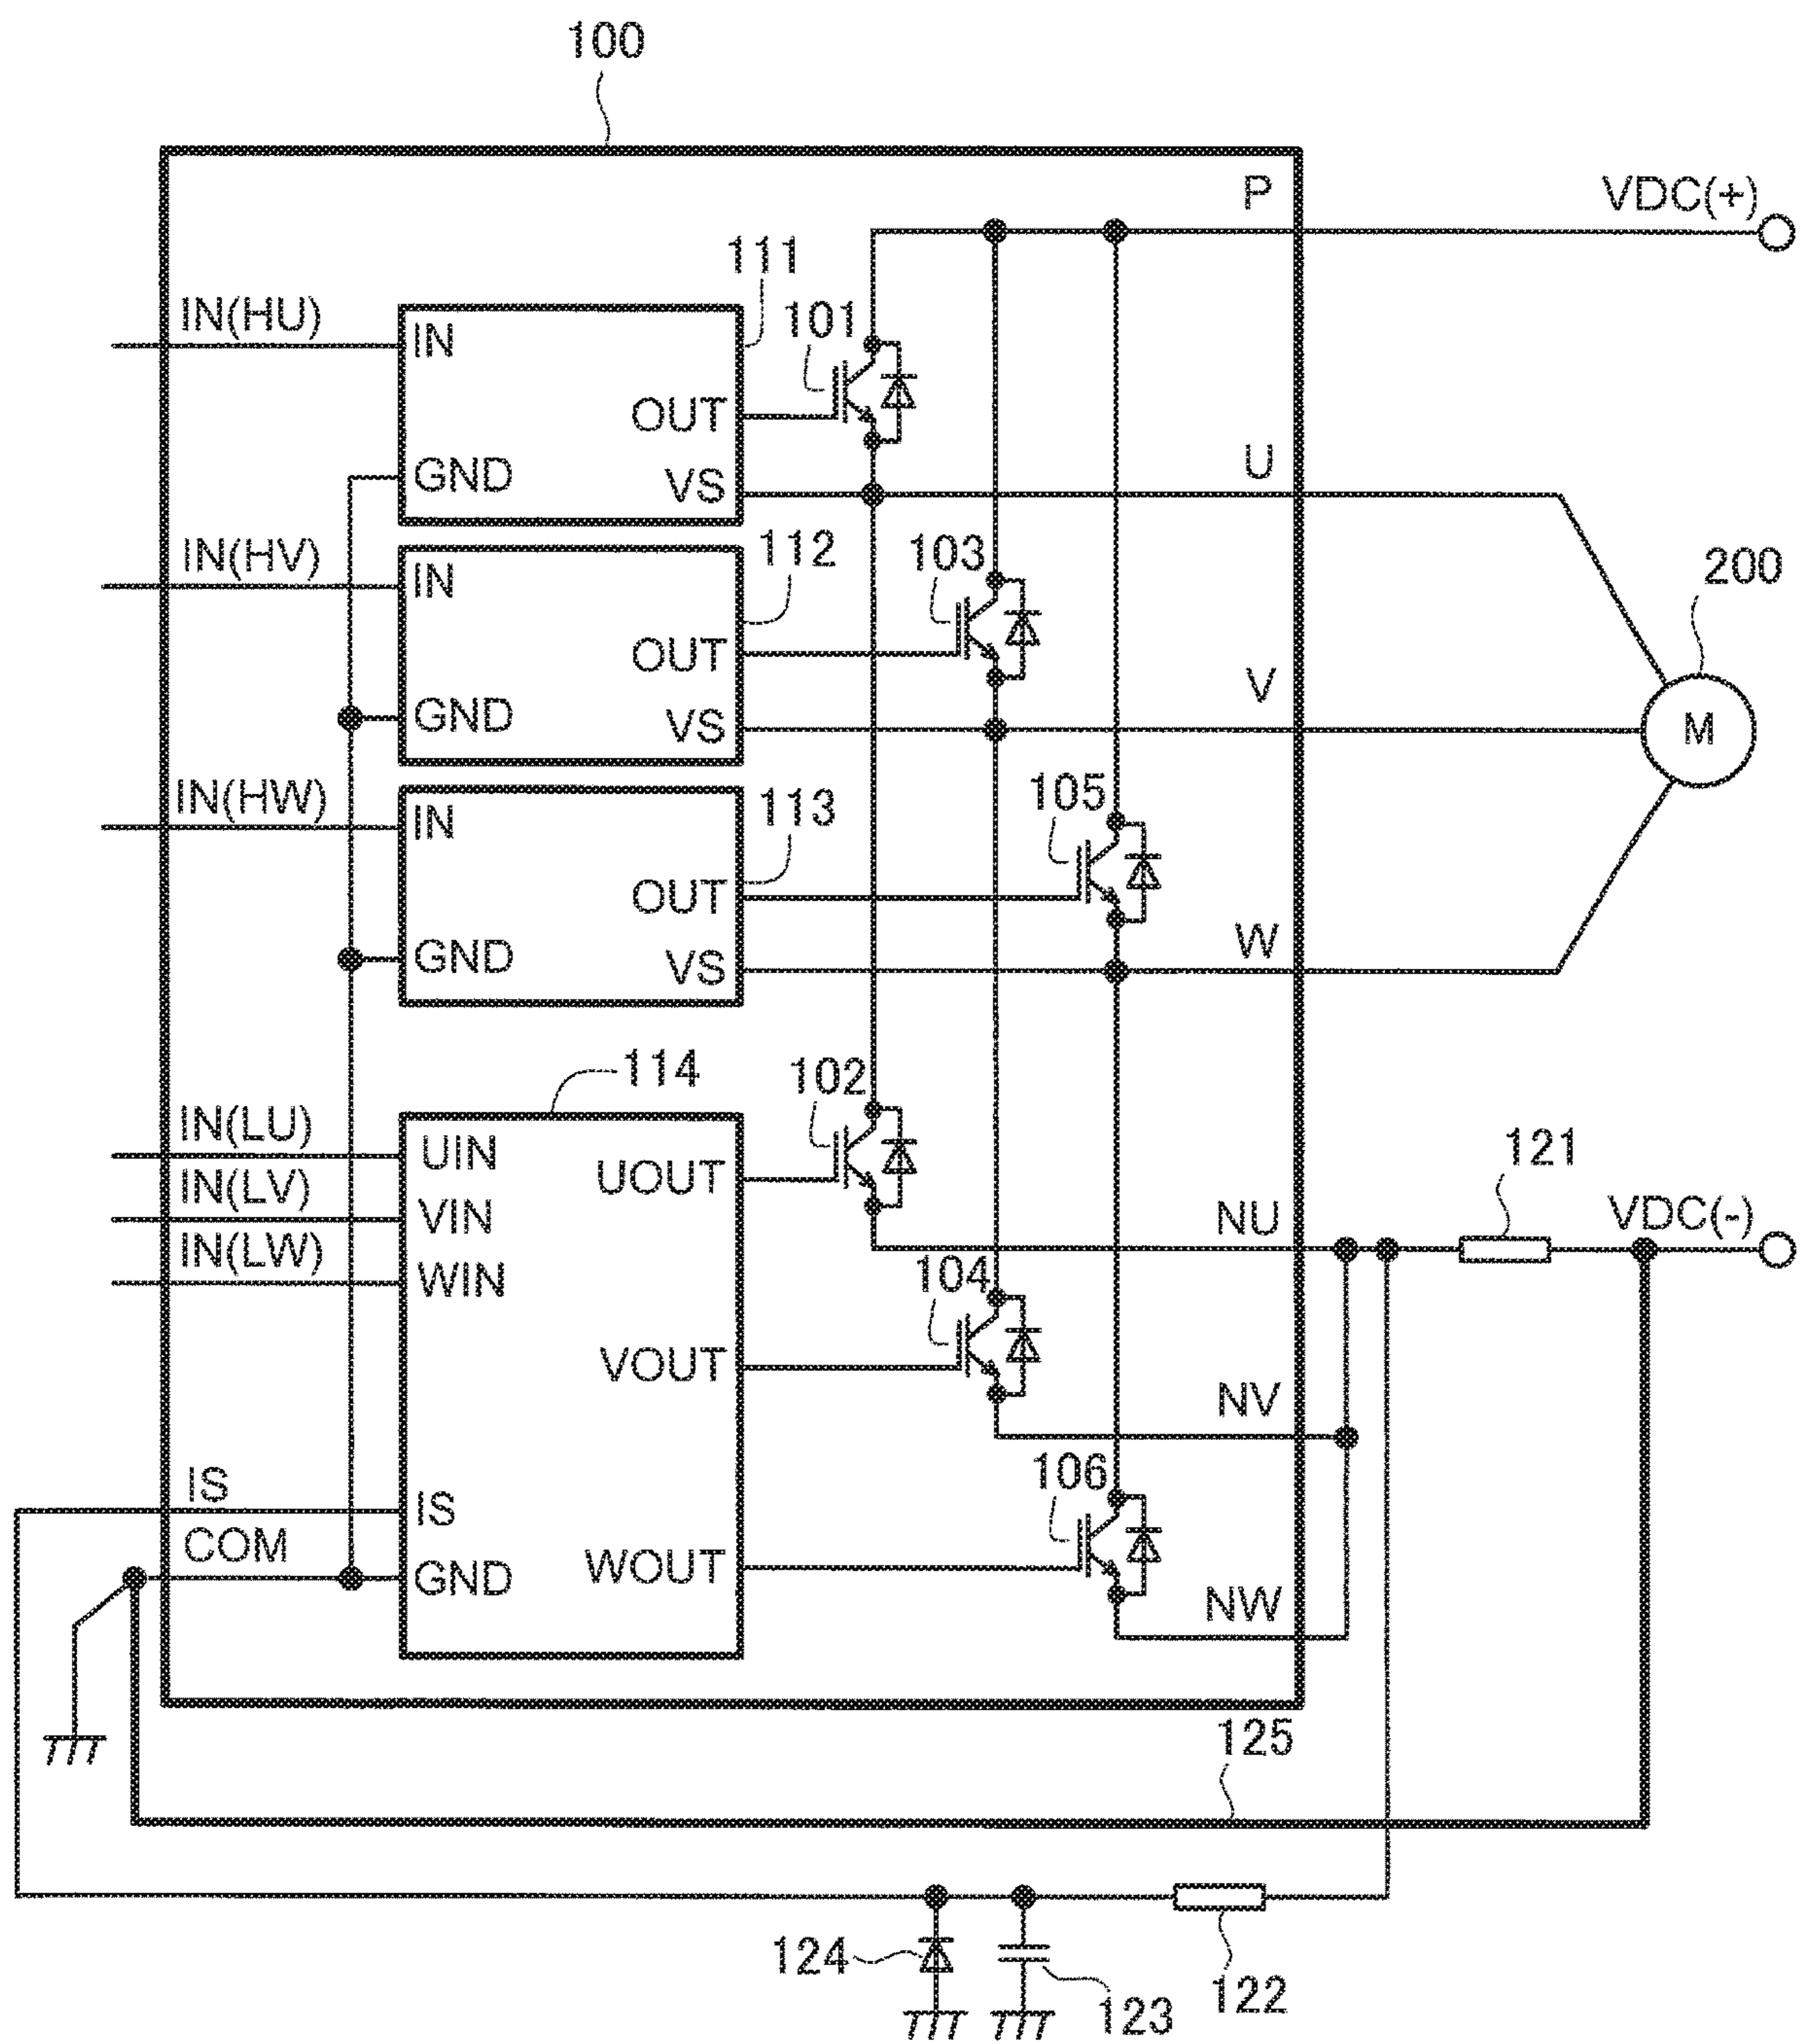 100
P
VDC(+)
111
IN(HU)
IN
101
OUT
GND
VS
U
IN(HV)
IN
112
103
200
OUT
V
GND
VS
M
IN(HW)
IN
113
105
OUT
GND
VS
W
114
102
IN(LU)
UIN
UOUT
121
IN(LV)
VIN
NU
VDC(-)
IN(LW)
WIN
104
VOUT
NV
106
IS
IS
COM
GND
WOUT
NW
125
124
123
122